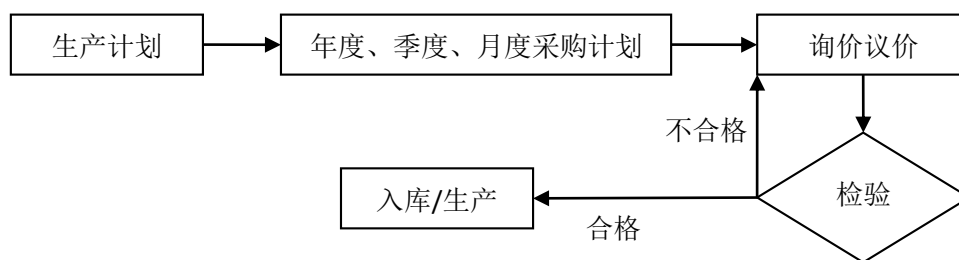 生产计划
年度、季度、月度采购计划
询价议价
不合格
检验
入库/生产
合格